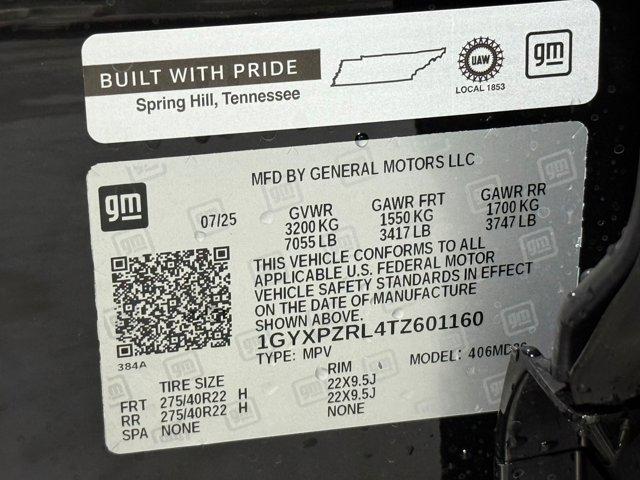 BUILT WITH PRIDE
Spring Hill, Tennessee
UAW
LOCAL 1853
gm
MFD BY GENERAL MOTORS LLC
gm
07/25 GVWR GAWR FRT GAWR RR
3200 KG 1550 KG 1700 KG
7055 LB 3417 LB 3747 LB
THIS VEHICLE CONFORMS TO ALL
APPLICABLE U.S. FEDERAL MOTOR
VEHICLE SAFETY STANDARDS IN EFFECT
ON THE DATE OF MANUFACTURE
SHOWN ABOVE.
1GYXPZRL4TZ601160
TYPE: MPV MODEL:
384A
TIRE SIZE RIM
FRT 275/40R22 H 22X9.5J
RR 275/40R22 H 22X9.5J
SPA NONE NONE